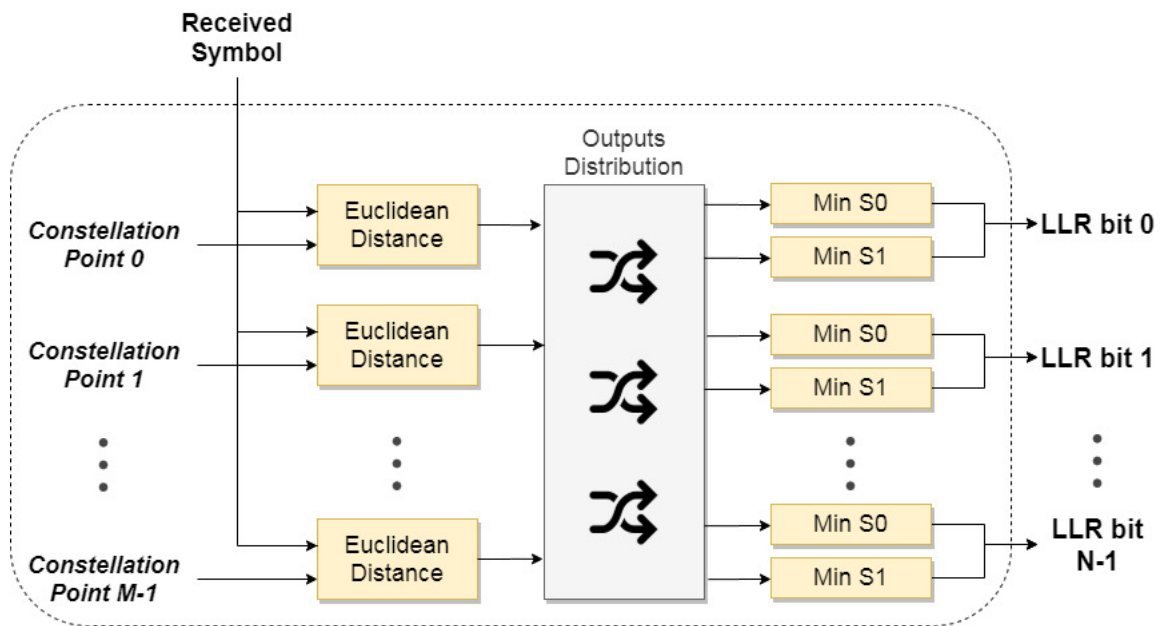 Received
Symbol
Outputs
Distribution
Constellation
Point 0
Euclidean
Distance
Min S0
Min S1
LLR bit 0
Constellation
Point 1
Euclidean
Distance
Min S0
Min S1
LLR bit 1
Constellation
Point M-1
Euclidean
Distance
Min S0
Min S1
LLR bit
N-1